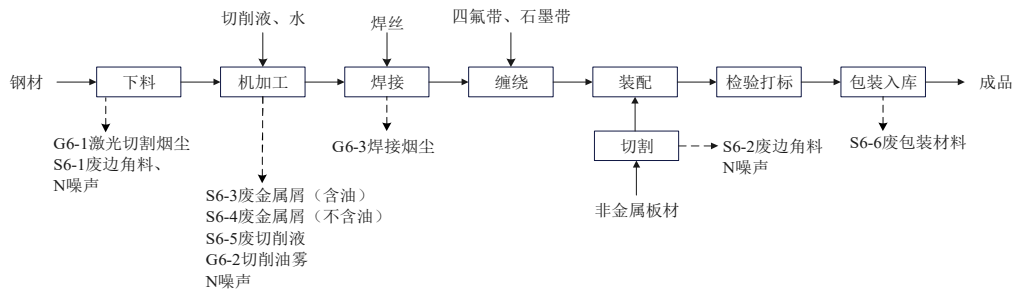 切削液、水
焊丝
四氟带、石墨带
钢材
下料
机加工
焊接
缠绕
装配
检验打标
包装入库
成品
G6-1激光切割烟尘
S6-1废边角料、
N噪声
G6-3焊接烟尘
切割
S6-2废边角料
N噪声
S6-6废包装材料
S6-3废金属屑（含油）
S6-4废金属屑（不含油）
S6-5废切削液
G6-2切削油雾
N噪声
非金属板材